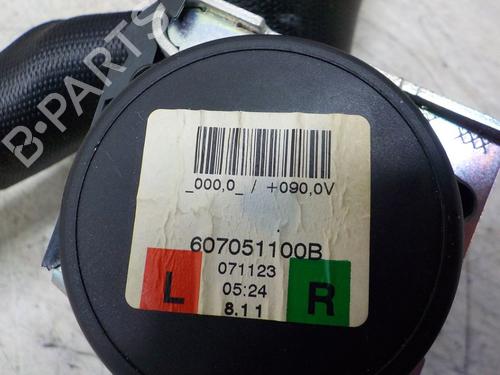 B-PARTS
_000,0_ / +090,0V
607051100B
071123
L
05:24
R
8.11